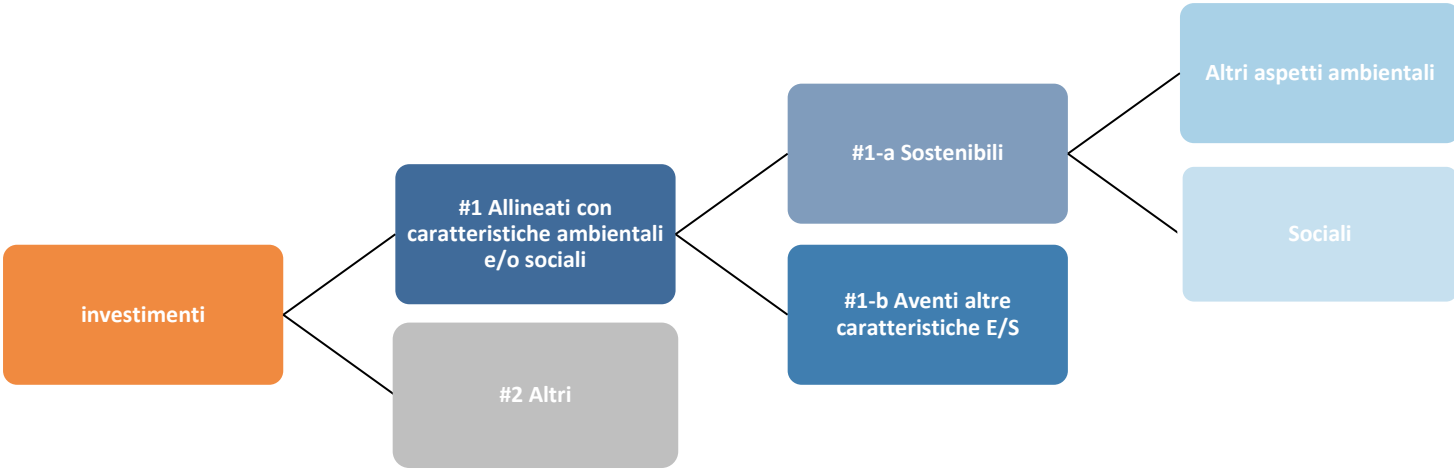 investimenti
#1 Allineati con
caratteristiche ambientali
e/o sociali
#2 Altri
#1-a Sostenibili
#1-b Aventi altre
caratteristiche E/S
Altri aspetti ambientali
Sociali